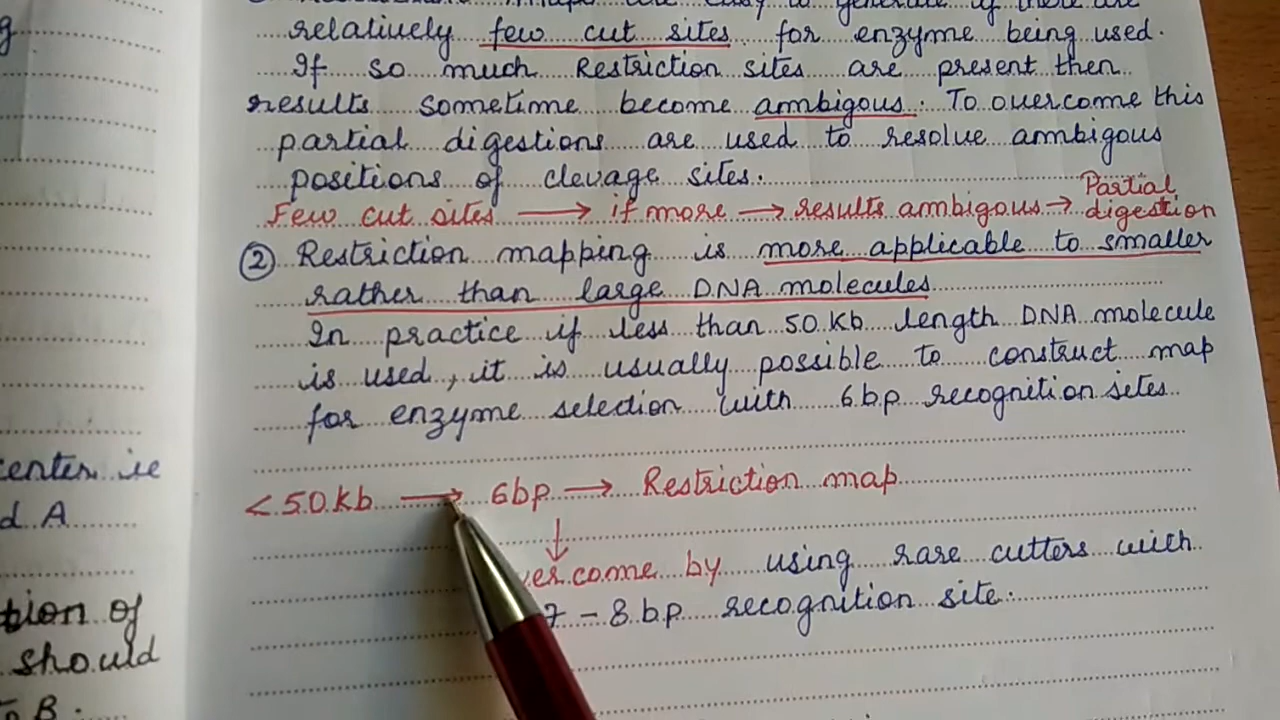 g
relatively few cut sites for enzyme being used.
If so much Restriction sites are present then
results sometime become ambigous. To overcome this
partial digestions are used to resolve ambigous
positions of clevage sites.
Few cut sites → if more → results ambigous → Partial digestion
② Restriction mapping is more applicable to smaller
rather than large DNA molecules
In practice if less than 50 Kb length DNA molecule
is used, it is usually possible to construct map
for enzyme selection with 6bp recognition sites.
< 50 kb → 6bp → Restriction map
↓
come by using rare cutters with
7-8 bp recognition site.
center is
d A
tion of
should
B.